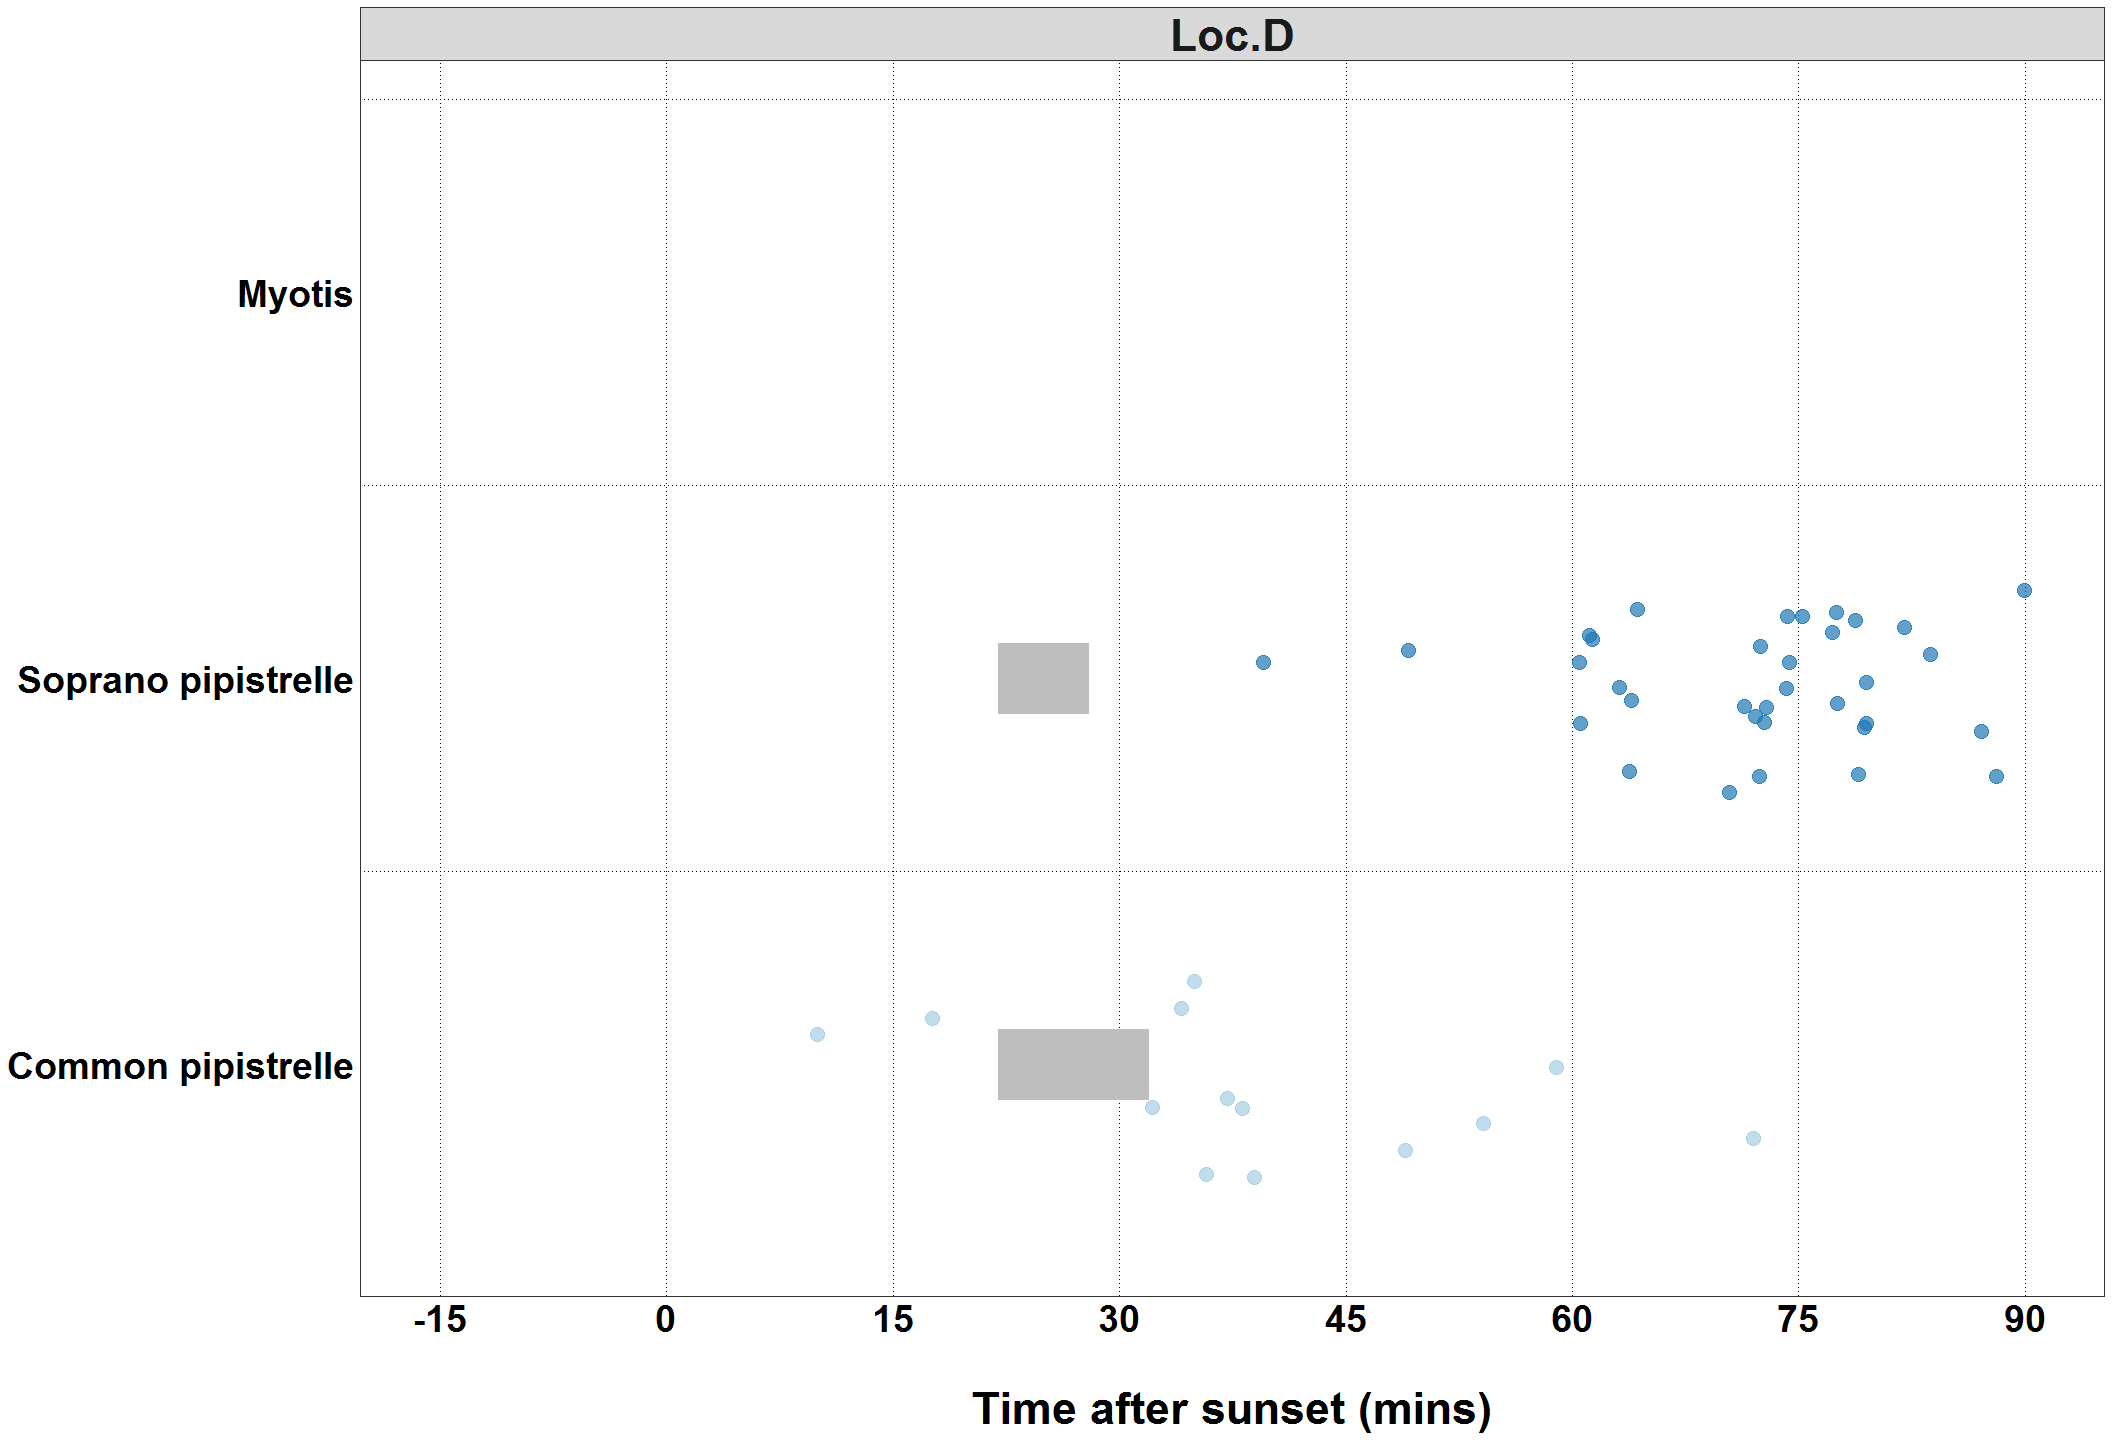 Loc.D
Myotis
Soprano pipistrelle
Common pipistrelle
-15 0 15 30 45 60 75 90
Time after sunset (mins)